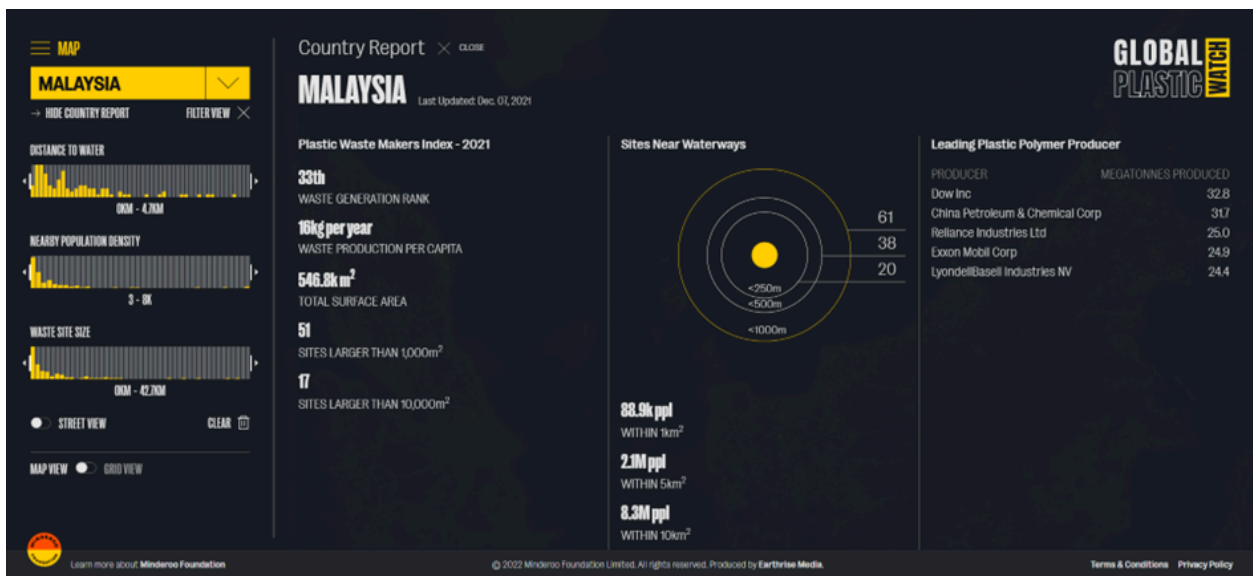 MAP
MALAYSIA
→ HIDE COUNTRY REPORT
FILTER VIEW
DISTANCE TO WATER
0KM - 4.7KM
NEARBY POPULATION DENSITY
3 - 8K
WASTE SITE SIZE
0KM - 42.7KM
STREET VIEW
CLEAR
MAP VIEW
GRID VIEW
Country Report
CLOSE
MALAYSIA
Last Updated: Dec. 07, 2021
Plastic Waste Makers Index - 2021
33th
WASTE GENERATION RANK
16kg per year
WASTE PRODUCTION PER CAPITA
546.8k m²
TOTAL SURFACE AREA
51
SITES LARGER THAN 1,000m²
17
SITES LARGER THAN 10,000m²
Sites Near Waterways
61
38
20
<250m
<500m
<1000m
88.9k ppl
WITHIN 1km²
2.1M ppl
WITHIN 5km²
8.3M ppl
WITHIN 10km²
GLOBAL
PLASTIC
WATCH
Leading Plastic Polymer Producer
PRODUCER MEGATONNES PRODUCED
Dow Inc 32.8
China Petroleum & Chemical Corp 31.7
Reliance Industries Ltd 25.0
Exxon Mobil Corp 24.9
LyondellBasell Industries NV 24.4
MINDEROO
FOUNDATION
Learn more about Minderoo Foundation
© 2022 Minderoo Foundation Limited. All rights reserved. Produced by Earthrise Media.
Terms & Conditions Privacy Policy